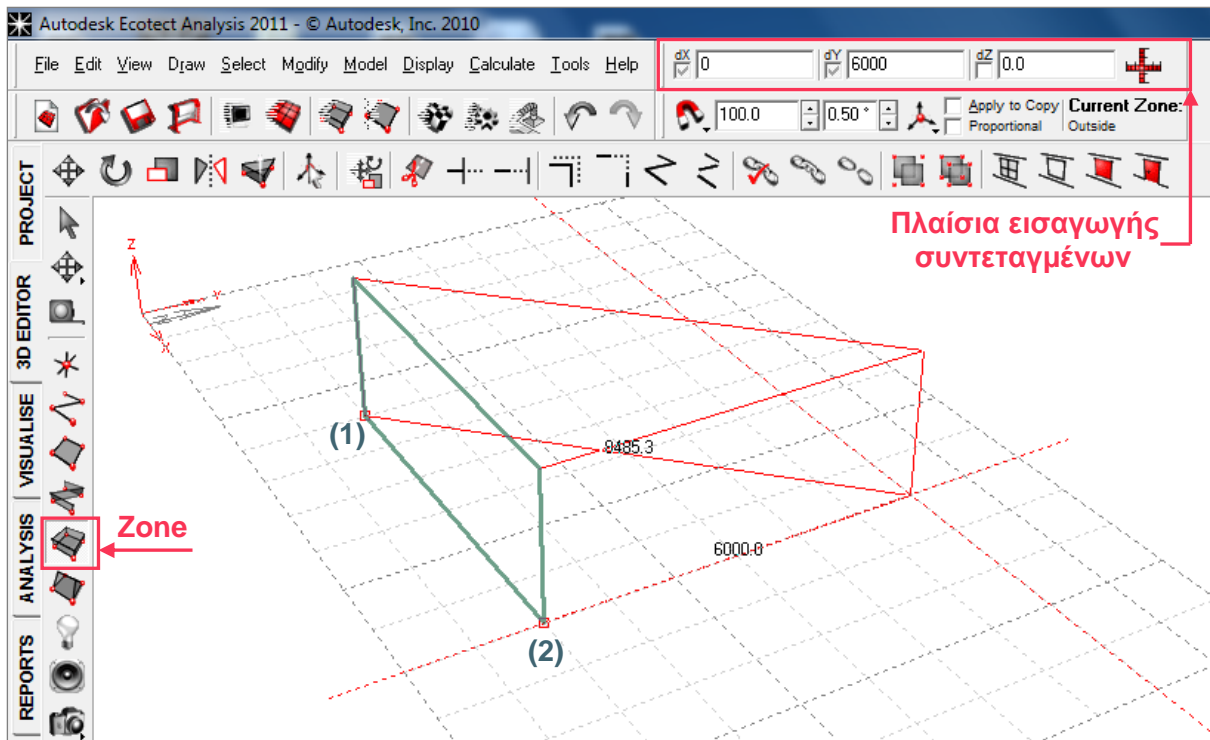 Autodesk Ecotect Analysis 2011 - © Autodesk, Inc. 2010
File Edit View Draw Select Modify Model Display Calculate Tools Help
dX 0 dY 6000 dZ 0.0
100.0 0.50 ° Apply to Copy Current Zone:
Proportional Outside
PROJECT
3D EDITOR
VISUALISE
ANALYSIS
REPORTS
Πλαίσια εισαγωγής
συντεταγμένων
Z
Y
X
(1)
8485.3
Zone
6000.0
(2)